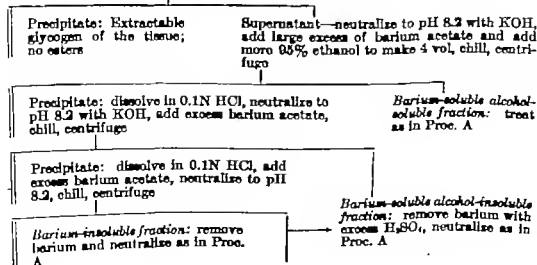 Precipitate: Extractable
glycogen of the tissue;
no esters
Supernatant—neutralize to pH 8.2 with KOH,
add large excess of barium acetate and add
more 95% ethanol to make 4 vol, chill, centri-
fuge
Precipitate: dissolve in 0.1N HCl, neutralize to
pH 8.2 with KOH, add excess barium acetate,
chill, centrifuge
Barium-soluble alcohol-
soluble fraction: treat
as in Proc. A
Precipitate: dissolve in 0.1N HCl, add
excess barium acetate, neutralize to pH
8.2, chill, centrifuge
Barium-soluble alcohol-insoluble
fraction: remove barium with
excess H₂SO₄, neutralize as in
Proc. A
Barium-insoluble fraction: remove
barium and neutralize as in Proc.
A